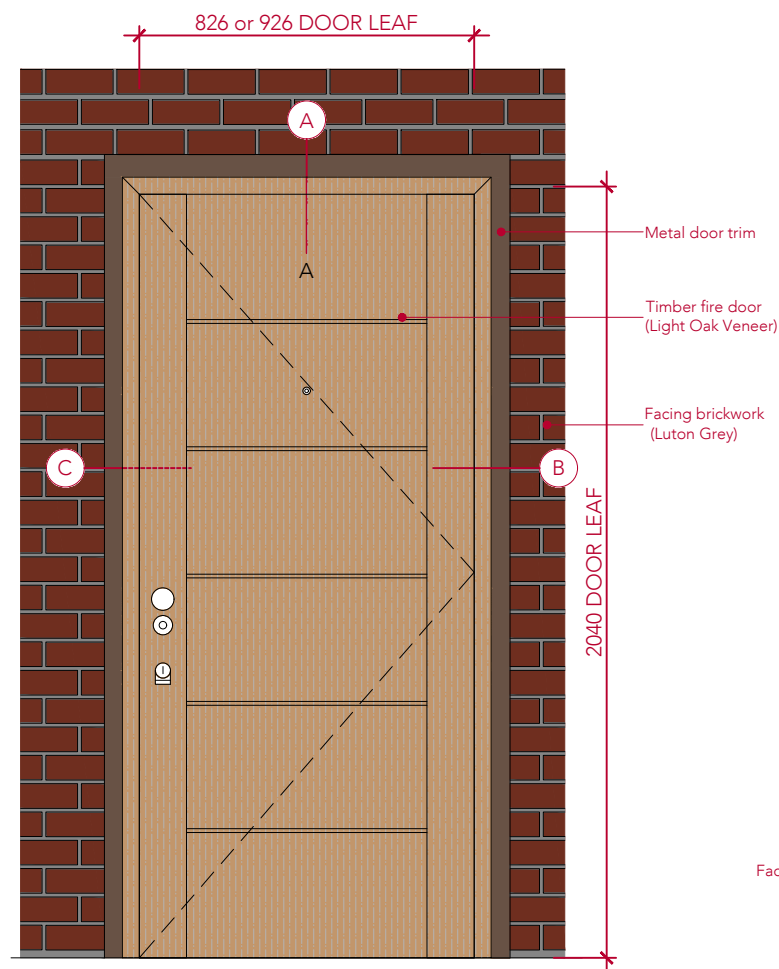 826 or 926 DOOR LEAF
A
Metal door trim
A
Timber fire door
(Light Oak Veneer)
Facing brickwork
(Luton Grey)
C
B
2040 DOOR LEAF
Fac